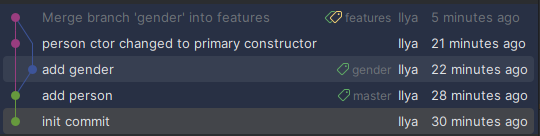 Merge branch 'gender' into features features Ilya 5 minutes ago
person ctor changed to primary constructor Ilya 21 minutes ago
add gender gender Ilya 22 minutes ago
add person master Ilya 28 minutes ago
init commit Ilya 30 minutes ago